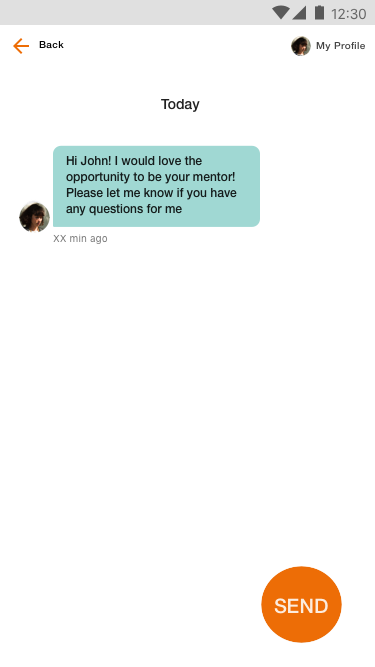 12:30
Back
My Profile
Today
Hi John! I would love the
opportunity to be your mentor!
Please let me know if you have
any questions for me
XX min ago
SEND